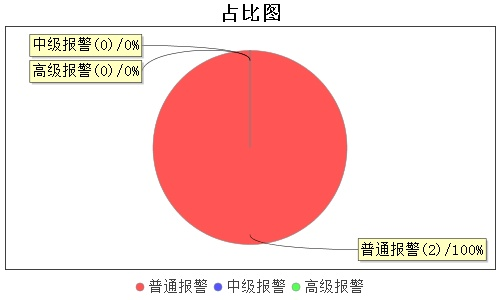 占比图
中级报警(0)/0%
高级报警(0)/0%
普通报警(2)/100%
普通报警 中级报警 高级报警